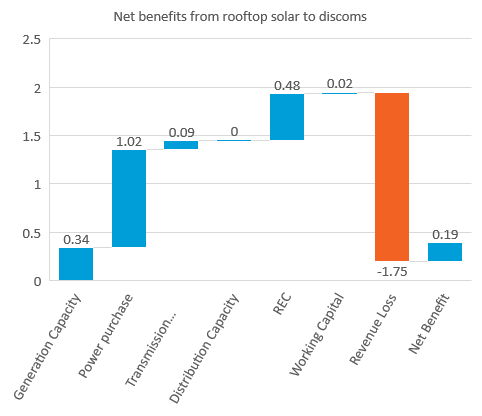 Net benefits from rooftop solar to discoms
2.5
2
1.5
1
0.5
0
0.34
1.02
0.09
0
0.48
0.02
-1.75
0.19
Generation Capacity
Power purchase
Transmission...
Distribution Capacity
REC
Working Capital
Revenue Loss
Net Benefit